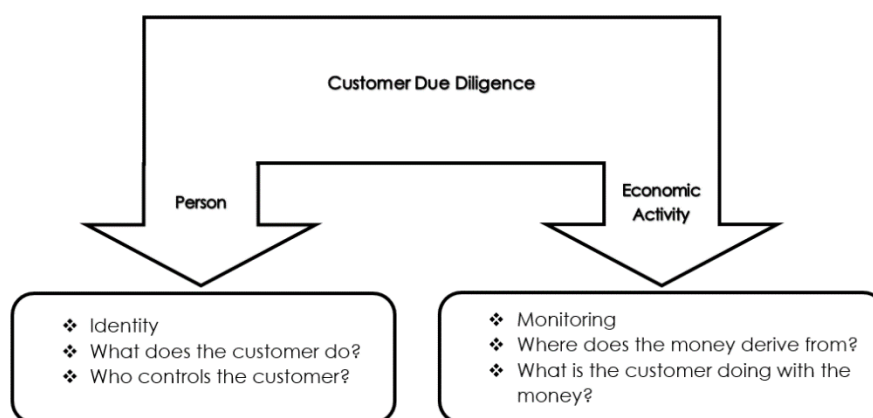 Customer Due Diligence
Person
Economic
Activity
❖ Identity
❖ What does the customer do?
❖ Who controls the customer?
❖ Monitoring
❖ Where does the money derive from?
❖ What is the customer doing with the
money?